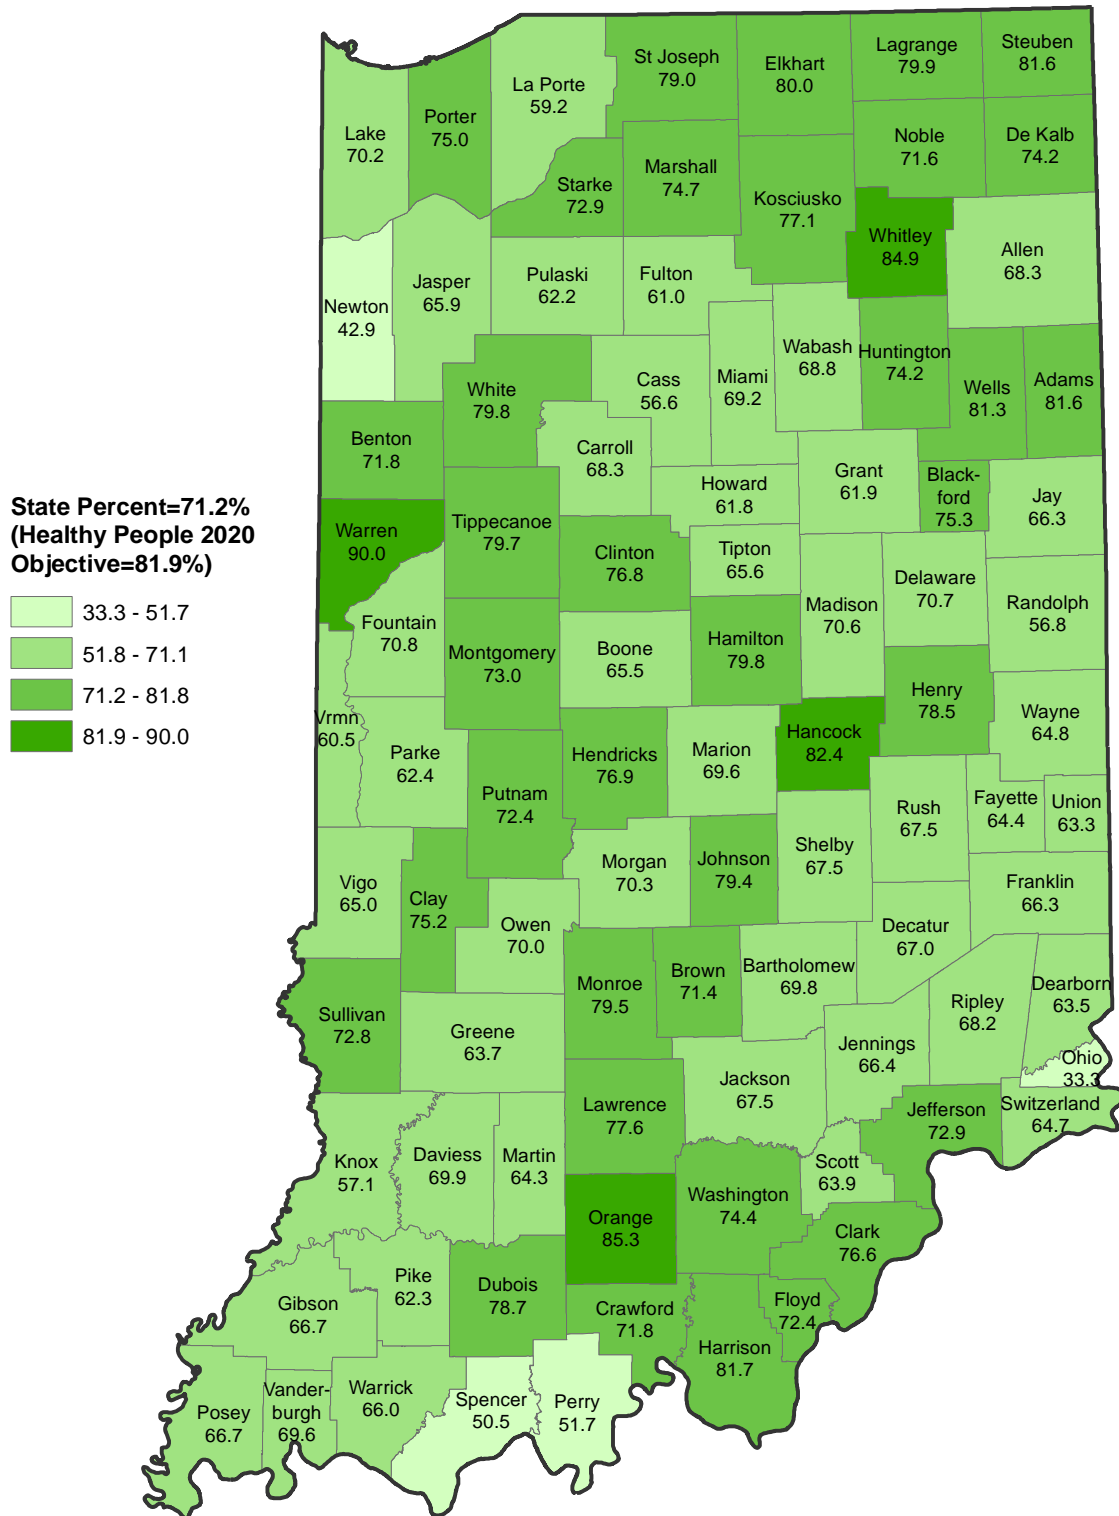 St Joseph
79.0
Elkhart
80.0
Lagrange
79.9
Steuben
81.6
La Porte
59.2
Lake
70.2
Porter
75.0
Noble
71.6
De Kalb
74.2
Starke
72.9
Marshall
74.7
Kosciusko
77.1
Whitley
84.9
Allen
68.3
Newton
42.9
Jasper
65.9
Pulaski
62.2
Fulton
61.0
Wabash
68.8
Huntington
74.2
White
79.8
Cass
56.6
Miami
69.2
Wells
81.3
Adams
81.6
Benton
71.8
Carroll
68.3
Howard
61.8
Grant
61.9
Black-
ford
75.3
Jay
66.3
State Percent=71.2%
(Healthy People 2020
Objective=81.9%)
33.3 - 51.7
51.8 - 71.1
71.2 - 81.8
81.9 - 90.0
Warren
90.0
Tippecanoe
79.7
Clinton
76.8
Tipton
65.6
Fountain
70.8
Madison
70.6
Delaware
70.7
Randolph
56.8
Montgomery
73.0
Boone
65.5
Hamilton
79.8
Henry
78.5
Vrmn
60.5
Parke
62.4
Hendricks
76.9
Marion
69.6
Hancock
82.4
Wayne
64.8
Putnam
72.4
Rush
67.5
Fayette
64.4
Union
63.3
Vigo
65.0
Clay
75.2
Morgan
70.3
Johnson
79.4
Shelby
67.5
Franklin
66.3
Owen
70.0
Decatur
67.0
Sullivan
72.8
Greene
63.7
Monroe
79.5
Brown
71.4
Bartholomew
69.8
Ripley
68.2
Dearborn
63.5
Jennings
66.4
Ohio
33.3
Jackson
67.5
Lawrence
77.6
Jefferson
72.9
Switzerland
64.7
Knox
57.1
Daviess
69.9
Martin
64.3
Scott
63.9
Orange
85.3
Washington
74.4
Clark
76.6
Gibson
66.7
Pike
62.3
Dubois
78.7
Crawford
71.8
Floyd
72.4
Harrison
81.7
Posey
66.7
Vander-
burgh
69.6
Warrick
66.0
Spencer
50.5
Perry
51.7